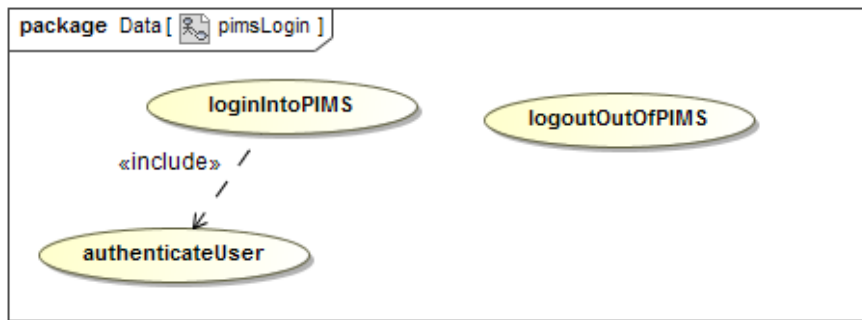 package Data [ pimsLogin ]
loginIntoPIMS
logoutOutOfPIMS
«include»
authenticateUser